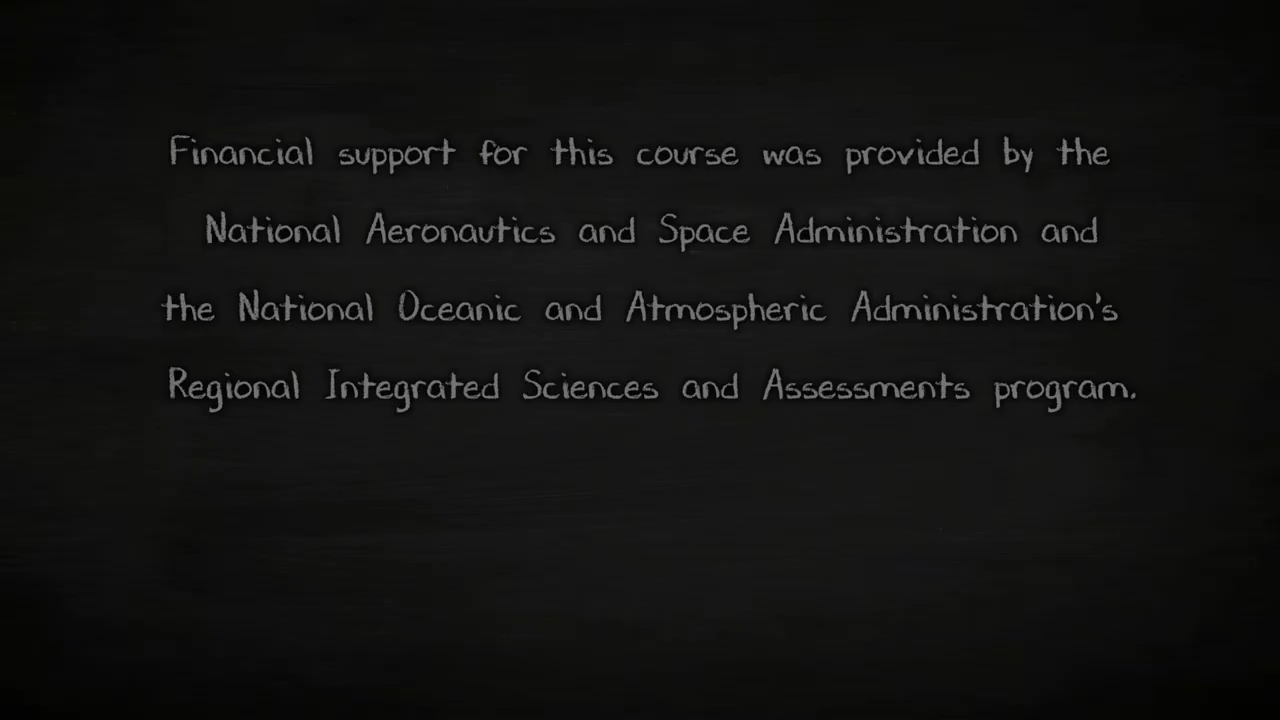 Financial support for this course was provided by the
National Aeronautics and Space Administration and
the National Oceanic and Atmospheric Administration's
Regional Integrated Sciences and Assessments program.